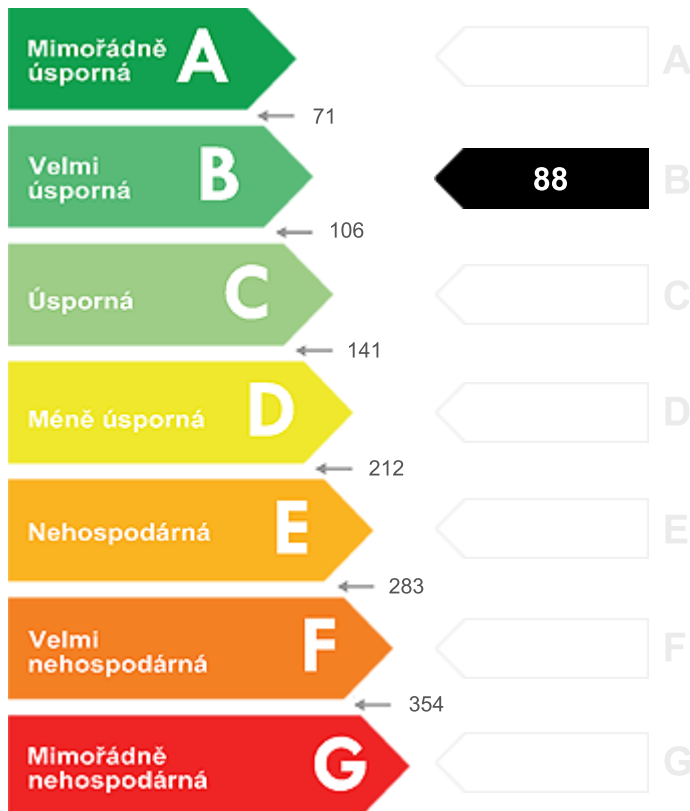 Mimořádně
úsporná
A
A
71
Velmi
úsporná
B
88
B
106
Úsporná
C
C
141
Méně úsporná
D
D
212
Nehospodárná
E
E
283
Velmi
nehospodárná
F
F
354
Mimořádně
nehospodárná
G
G